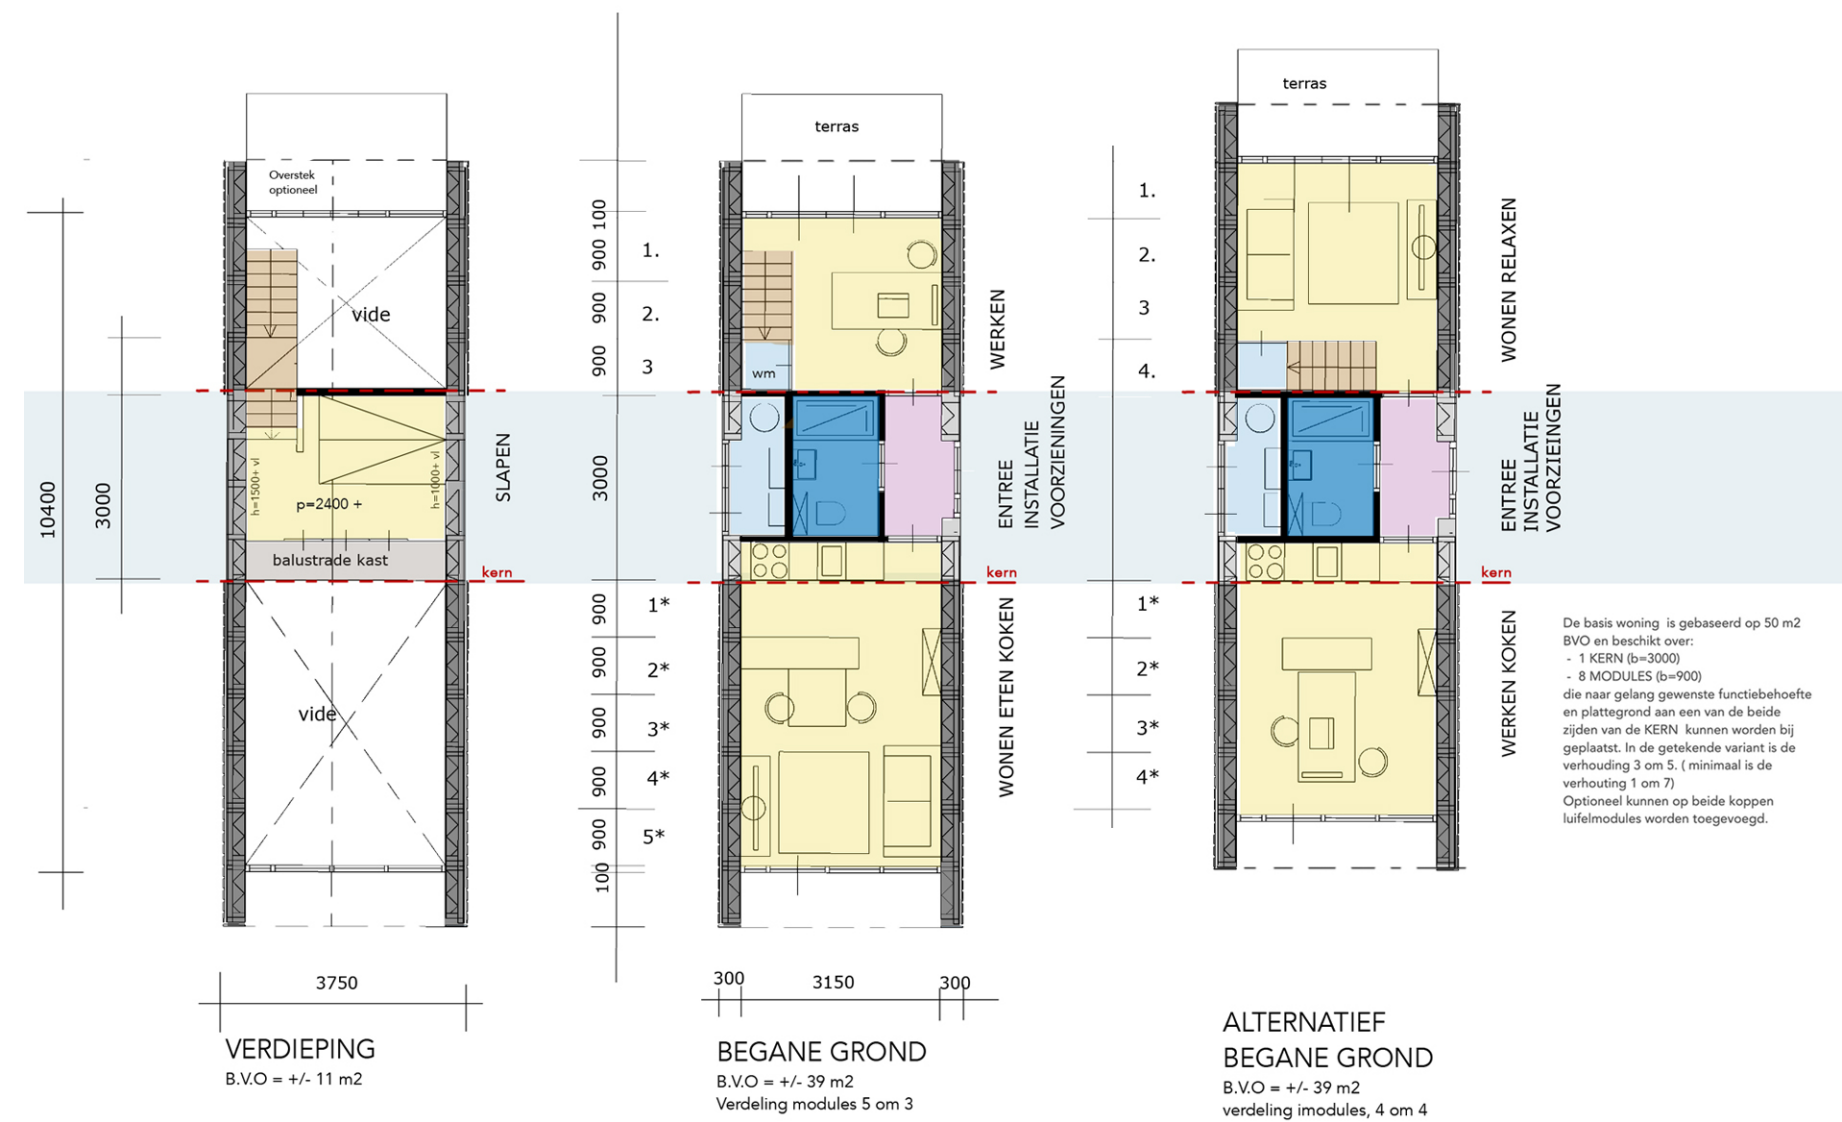 Overstek
optioneel
vide
10400
3000
h=1500+ vl
h=1000+ vl
p=2400 +
balustrade kast
SLAPEN
kern
vide
3750
VERDIEPING
B.V.O = +/- 11 m2
terras
100
900
1.
900
2.
900
3
wm
WERKEN
3000
ENTREE
INSTALLATIE
VOORZIENINGEN
kern
900
1*
900
2*
900
3*
900
4*
900
5*
100
WONEN ETEN KOKEN
300
3150
300
BEGANE GROND
B.V.O = +/- 39 m2
Verdeling modules 5 om 3
terras
1.
2.
3
4.
WONEN RELAXEN
ENTREE
INSTALLATIE
VOORZIEINGEN
kern
1*
2*
3*
4*
WERKEN KOKEN
ALTERNATIEF
BEGANE GROND
B.V.O = +/- 39 m2
verdeling imodules, 4 om 4
De basis woning is gebaseerd op 50 m2
BVO en beschikt over:
- 1 KERN (b=3000)
- 8 MODULES (b=900)
die naar gelang gewenste functiebehoefte
en plattegrond aan een van de beide
zijden van de KERN kunnen worden bij
geplaatst. In de getekende variant is de
verhouding 3 om 5. ( minimaal is de
verhouting 1 om 7)
Optioneel kunnen op beide koppen
luifelmodules worden toegevoegd.